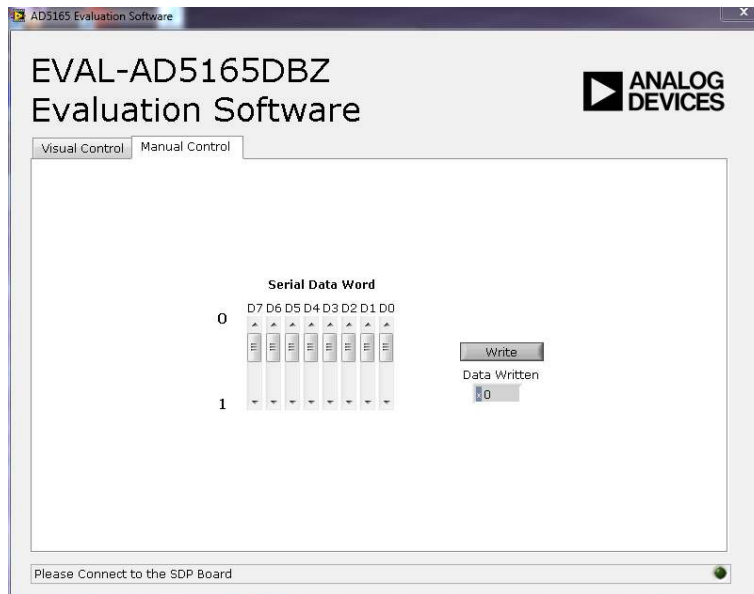 AD5165 Evaluation Software
x
EVAL-AD5165DBZ
Evaluation Software
ANALOG
DEVICES
Visual Control
Manual Control
Serial Data Word
D7 D6 D5 D4 D3 D2 D1 D0
0
1
Write
Data Written
x 0
Please Connect to the SDP Board